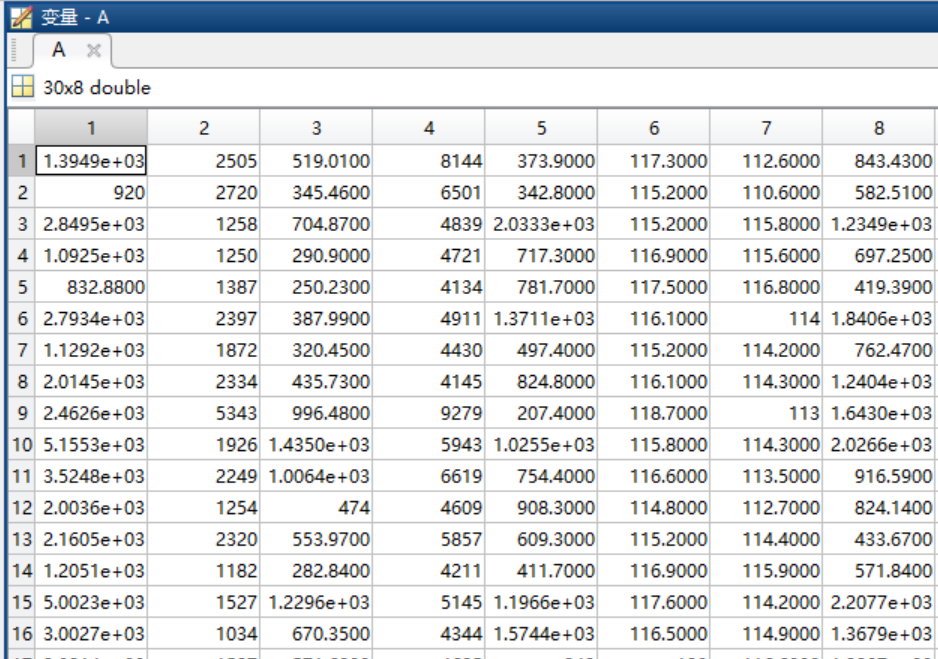 变量 - A
A
30x8 double
1 2 3 4 5 6 7 8
1 1.3949e+03 2505 519.0100 8144 373.9000 117.3000 112.6000 843.4300
2 920 2720 345.4600 6501 342.8000 115.2000 110.6000 582.5100
3 2.8495e+03 1258 704.8700 4839 2.0333e+03 115.2000 115.8000 1.2349e+03
4 1.0925e+03 1250 290.9000 4721 717.3000 116.9000 115.6000 697.2500
5 832.8800 1387 250.2300 4134 781.7000 117.5000 116.8000 419.3900
6 2.7934e+03 2397 387.9900 4911 1.3711e+03 116.1000 114 1.8406e+03
7 1.1292e+03 1872 320.4500 4430 497.4000 115.2000 114.2000 762.4700
8 2.0145e+03 2334 435.7300 4145 824.8000 116.1000 114.3000 1.2404e+03
9 2.4626e+03 5343 996.4800 9279 207.4000 118.7000 113 1.6430e+03
10 5.1553e+03 1926 1.4350e+03 5943 1.0255e+03 115.8000 114.3000 2.0266e+03
11 3.5248e+03 2249 1.0064e+03 6619 754.4000 116.6000 113.5000 916.5900
12 2.0036e+03 1254 474 4609 908.3000 114.8000 112.7000 824.1400
13 2.1605e+03 2320 553.9700 5857 609.3000 115.2000 114.4000 433.6700
14 1.2051e+03 1182 282.8400 4211 411.7000 116.9000 115.9000 571.8400
15 5.0023e+03 1527 1.2296e+03 5145 1.1966e+03 117.6000 114.2000 2.2077e+03
16 3.0027e+03 1034 670.3500 4344 1.5744e+03 116.5000 114.9000 1.3679e+03